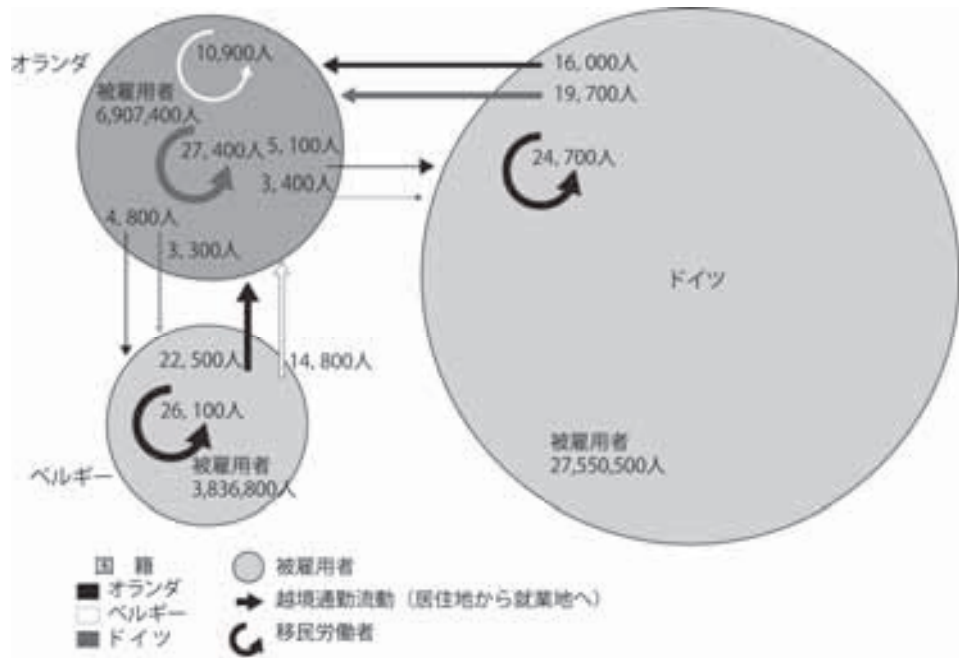 オランダ
10,900人
被雇用者
6,907,400人
27,400人
5,100人
3,400人
4,800人
3,300人
16,000人
19,700人
24,700人
ドイツ
被雇用者
27,550,500人
22,500人
14,800人
26,100人
被雇用者
3,836,800人
ベルギー
国 籍
オランダ
ベルギー
ドイツ
被雇用者
越境通勤流動（居住地から就業地へ）
移民労働者